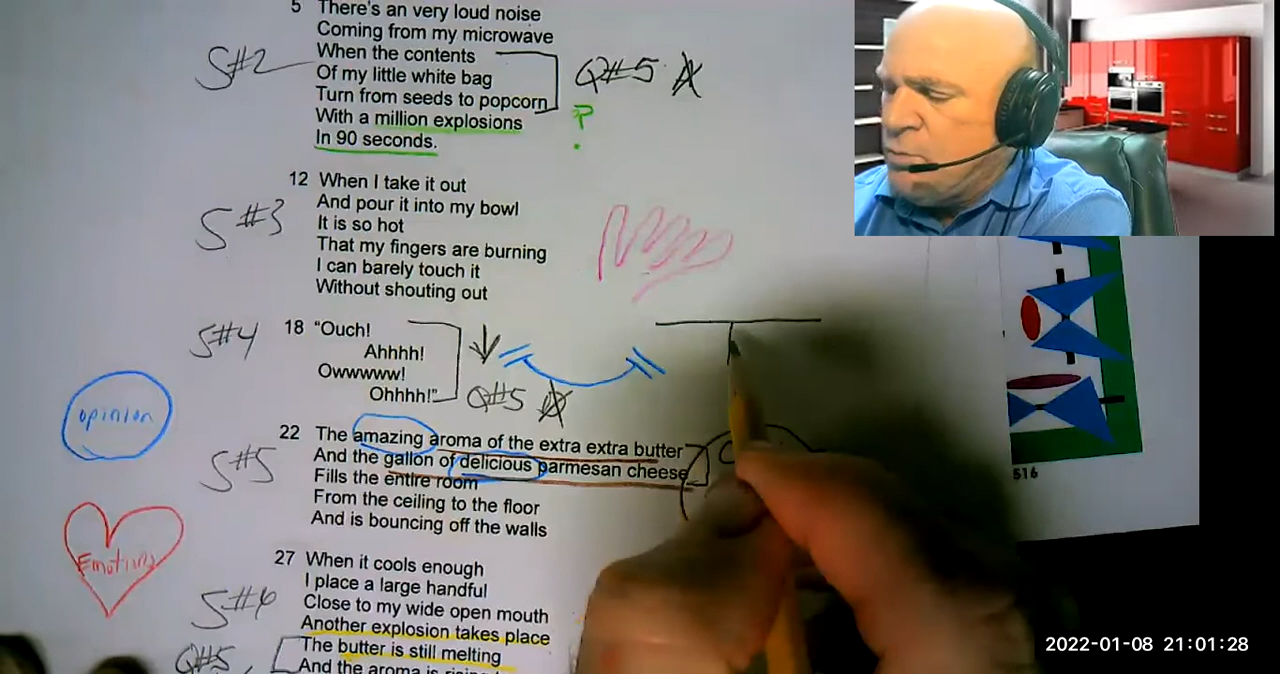 5 There's an very loud noise
Coming from my microwave
When the contents
Of my little white bag
Turn from seeds to popcorn
With a million explosions
In 90 seconds.
S#2
Q#5
?
12 When I take it out
And pour it into my bowl
It is so hot
That my fingers are burning
I can barely touch it
Without shouting out
S#3
18 "Ouch!
Ahhhh!
Owwwww!
Ohhhh!"
S#4
Q#5
opinion
22 The amazing aroma of the extra extra butter
And the gallon of delicious parmesan cheese
Fills the entire room
From the ceiling to the floor
And is bouncing off the walls
S#5
Emotions
27 When it cools enough
I place a large handful
Close to my wide open mouth
Another explosion takes place
The butter is still melting
And the aroma is
S#6
Q#5
516
2022-01-08 21:01:28